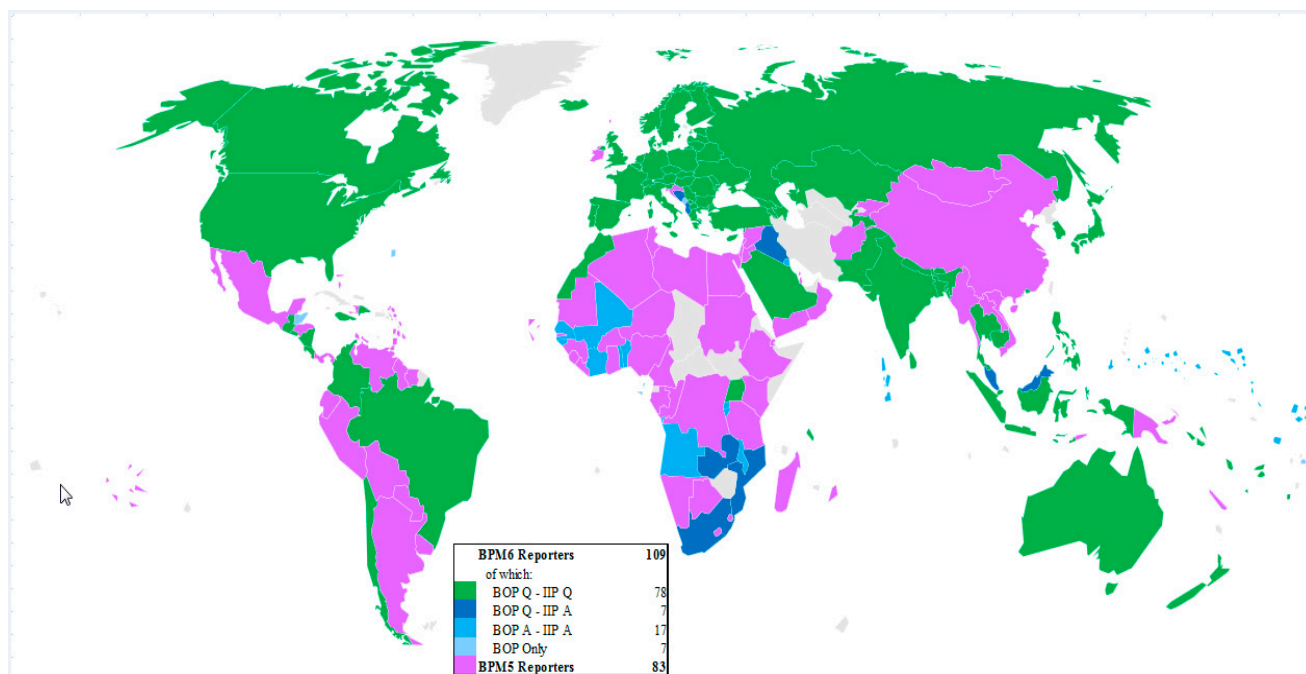 BPM6 Reporters 109
of which:
BOP Q - IIP Q 78
BOP Q - IIP A 7
BOP A - IIP A 17
BOP Only 7
BPM5 Reporters 83